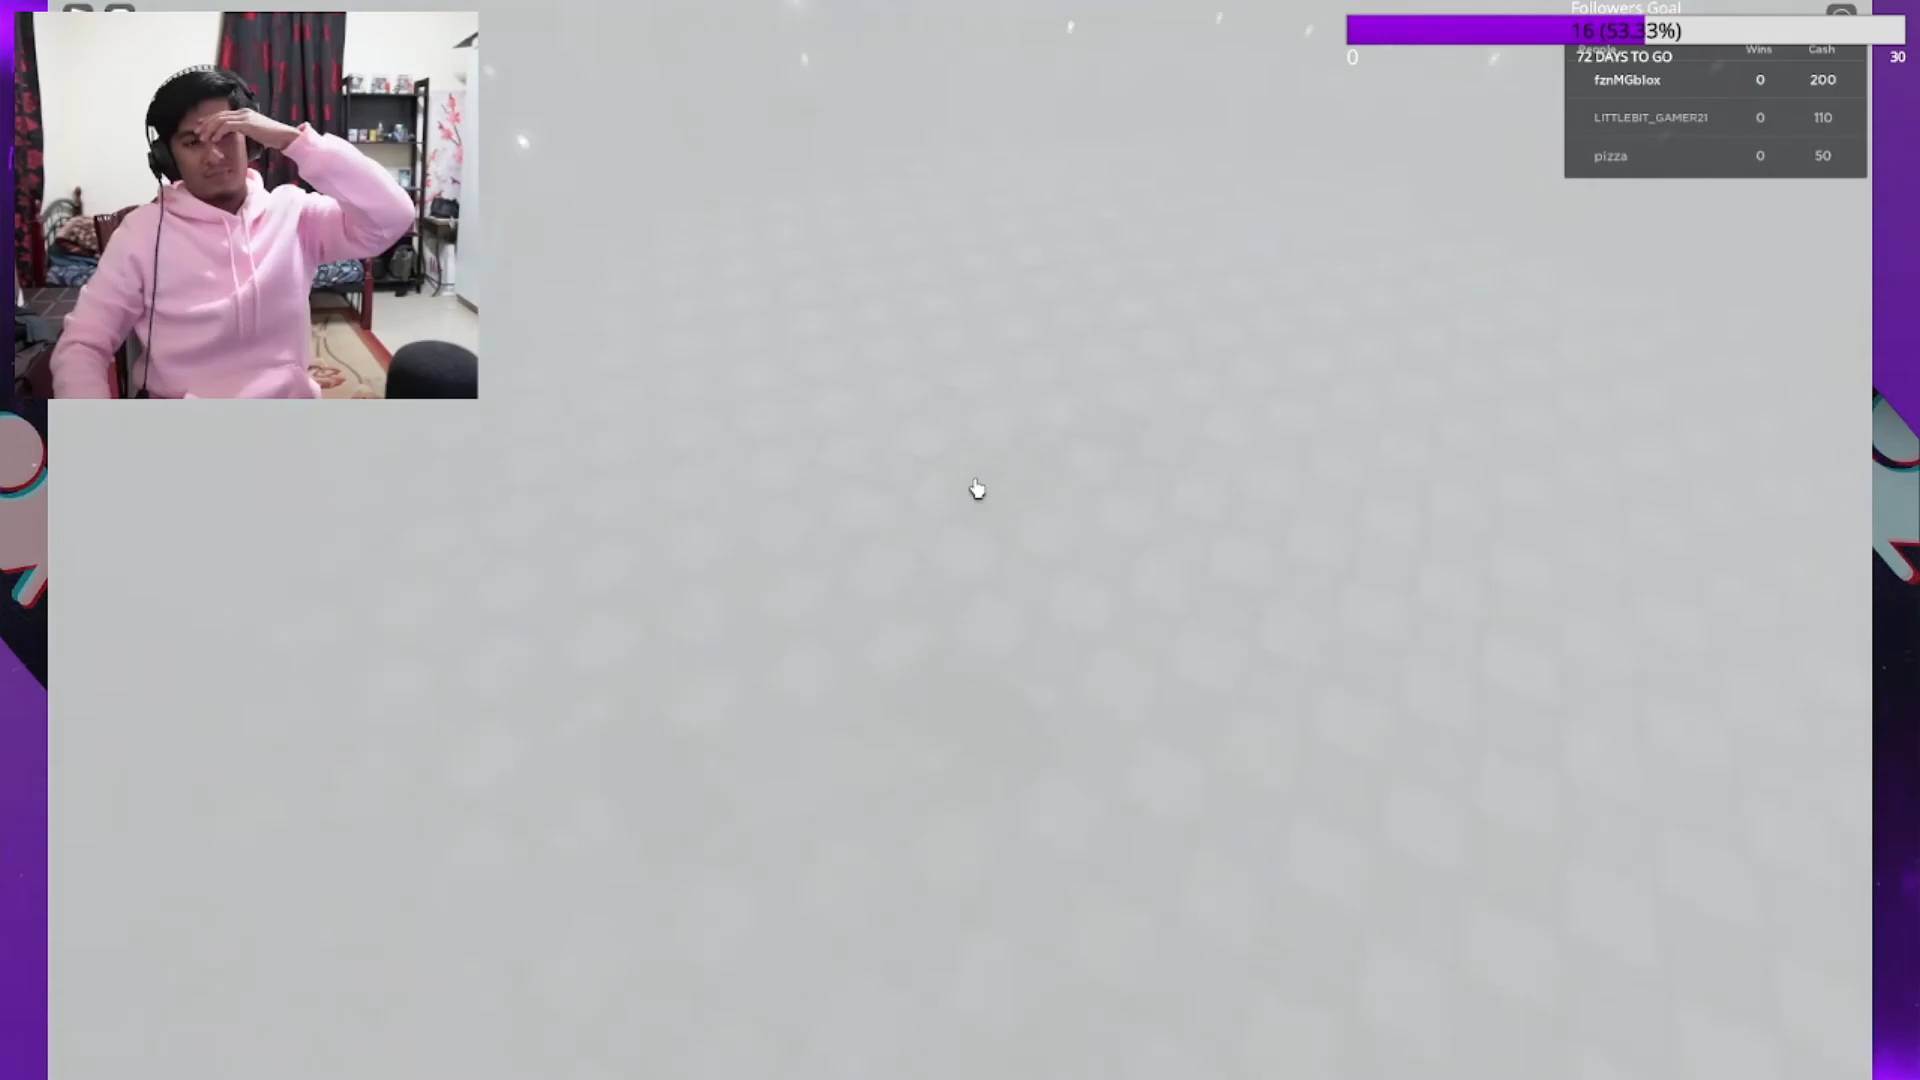 Followers Goal
16 (53.33%)
0
30
72 DAYS TO GO
People Wins Cash
fznMGblox 0 200
LITTLEBIT_GAMER21 0 110
pizza 0 50